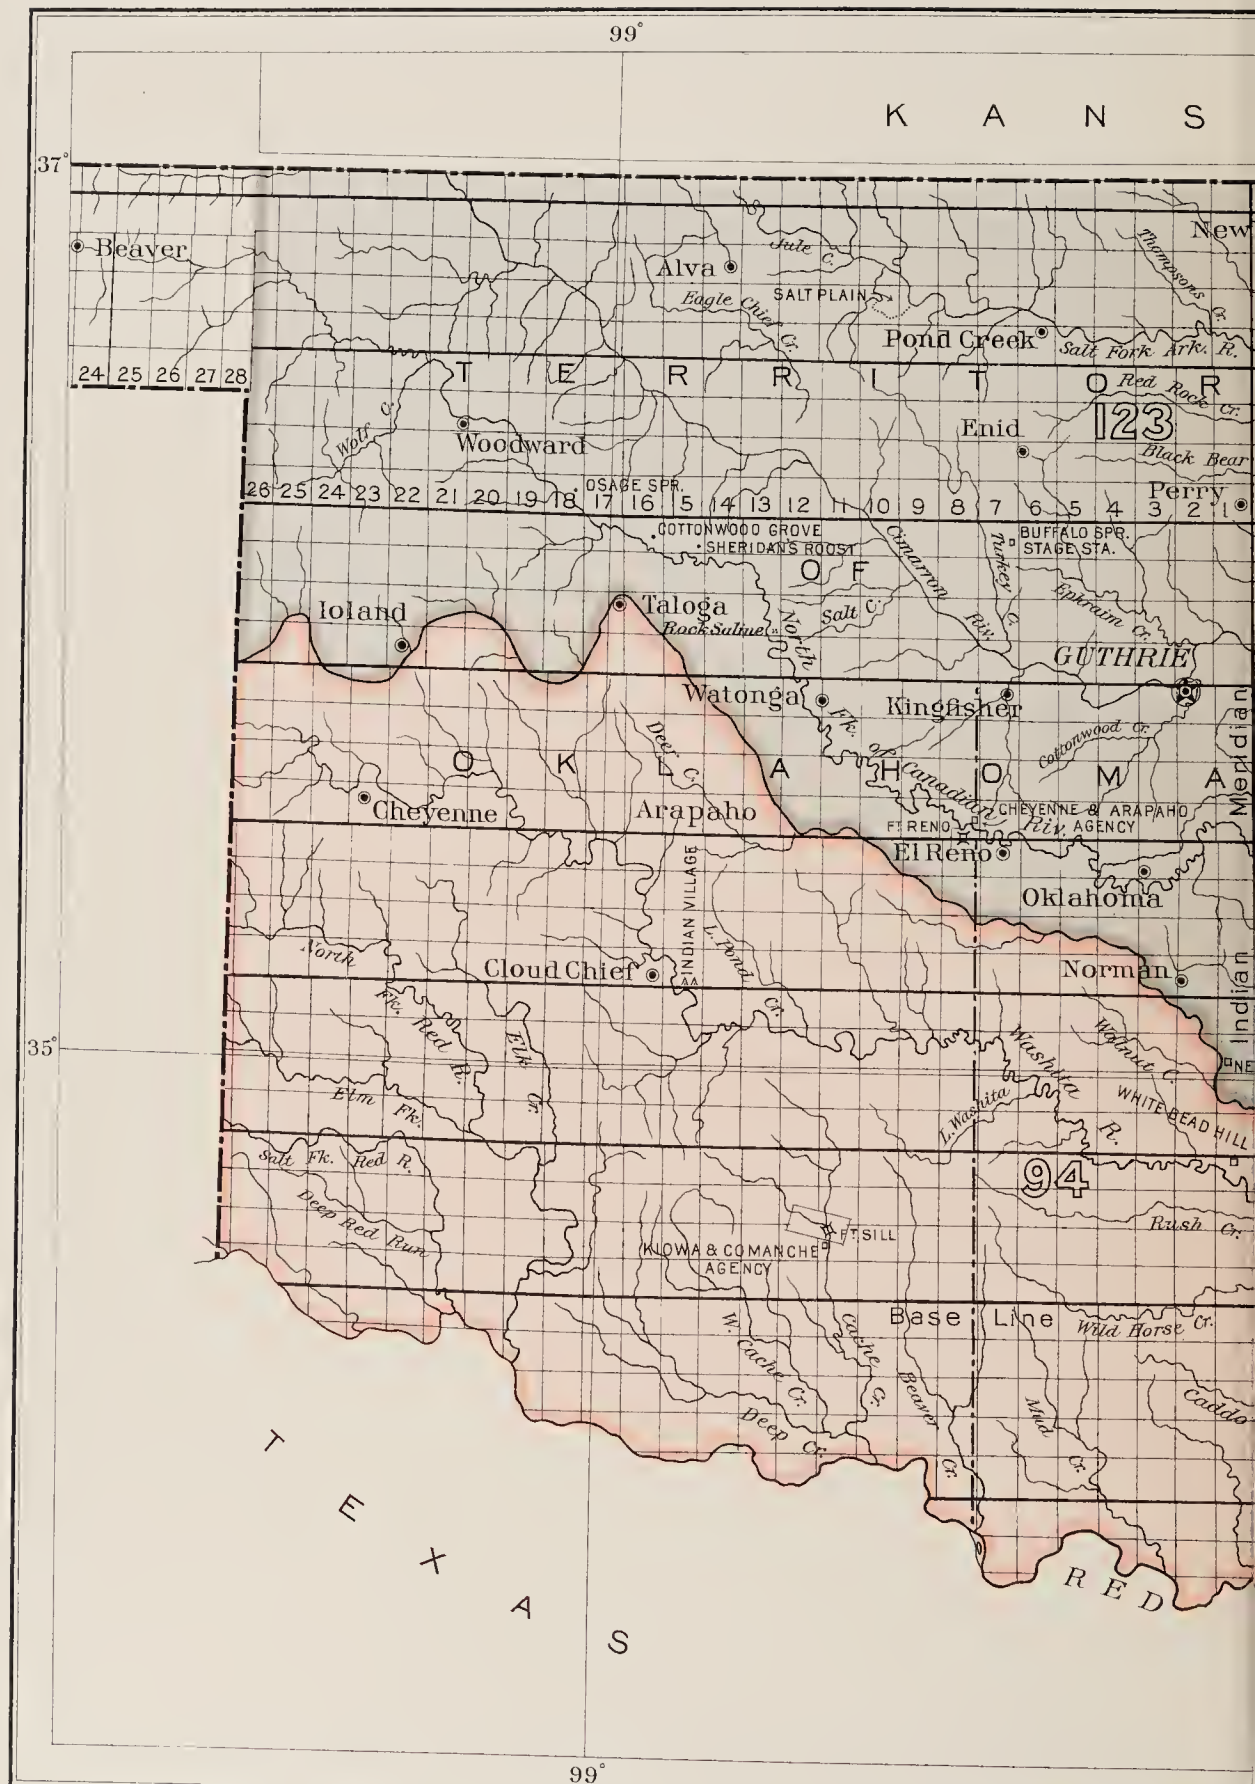 99°
K A N S
37°
New
Beaver
Alva
Jule C.
Thompsons Cr.
SALT PLAIN
Eagle Chief Cr.
Pond Creek
Salt Fork Ark. R.
24 25 26 27 28
T E R R I T O R
Red Rock Cr.
123
Wolf C.
Woodward
Enid
Black Bear
Perry
OSAGE SPR.
26 25 24 23 22 21 20 19 18 17 16 5 14 13 12 11 10 9 8 7 6 5 4 3 2 1
COTTONWOOD GROVE
SHERIDAN'S ROOST
BUFFALO SPR.
STAGE STA.
O F
Cimarron Riv.
Turkey C.
Ephraim Cr.
Ioland
Taloga
Rock Saline
Salt C.
GUTHRIE
Watonga
Kingfisher
North Fk. of Canadian Riv.
Deer C.
Cottonwood Cr.
Indian Meridian
O K L A H O M A
Cheyenne
Arapaho
CHEYENNE & ARAPAHO
AGENCY
FT. RENO
El Reno
Oklahoma
INDIAN VILLAGE
L. Pond Cr.
Cloud Chief
Norman
North Fk. Red R.
35°
Elk Cr.
Washita R.
Walnut C.
NE
Elm Fk.
L. Washita
WHITE BEAD HILL
Salt Fk. Red R.
94
Deep Red Run
Rush Cr.
FT. SILL
KIOWA & COMANCHE
AGENCY
Base Line
Wild Horse Cr.
W. Cache Cr.
Cache Cr.
Beaver Cr.
Mud Cr.
Caddo
Deep Cr.
T E X A S
R E D
99°